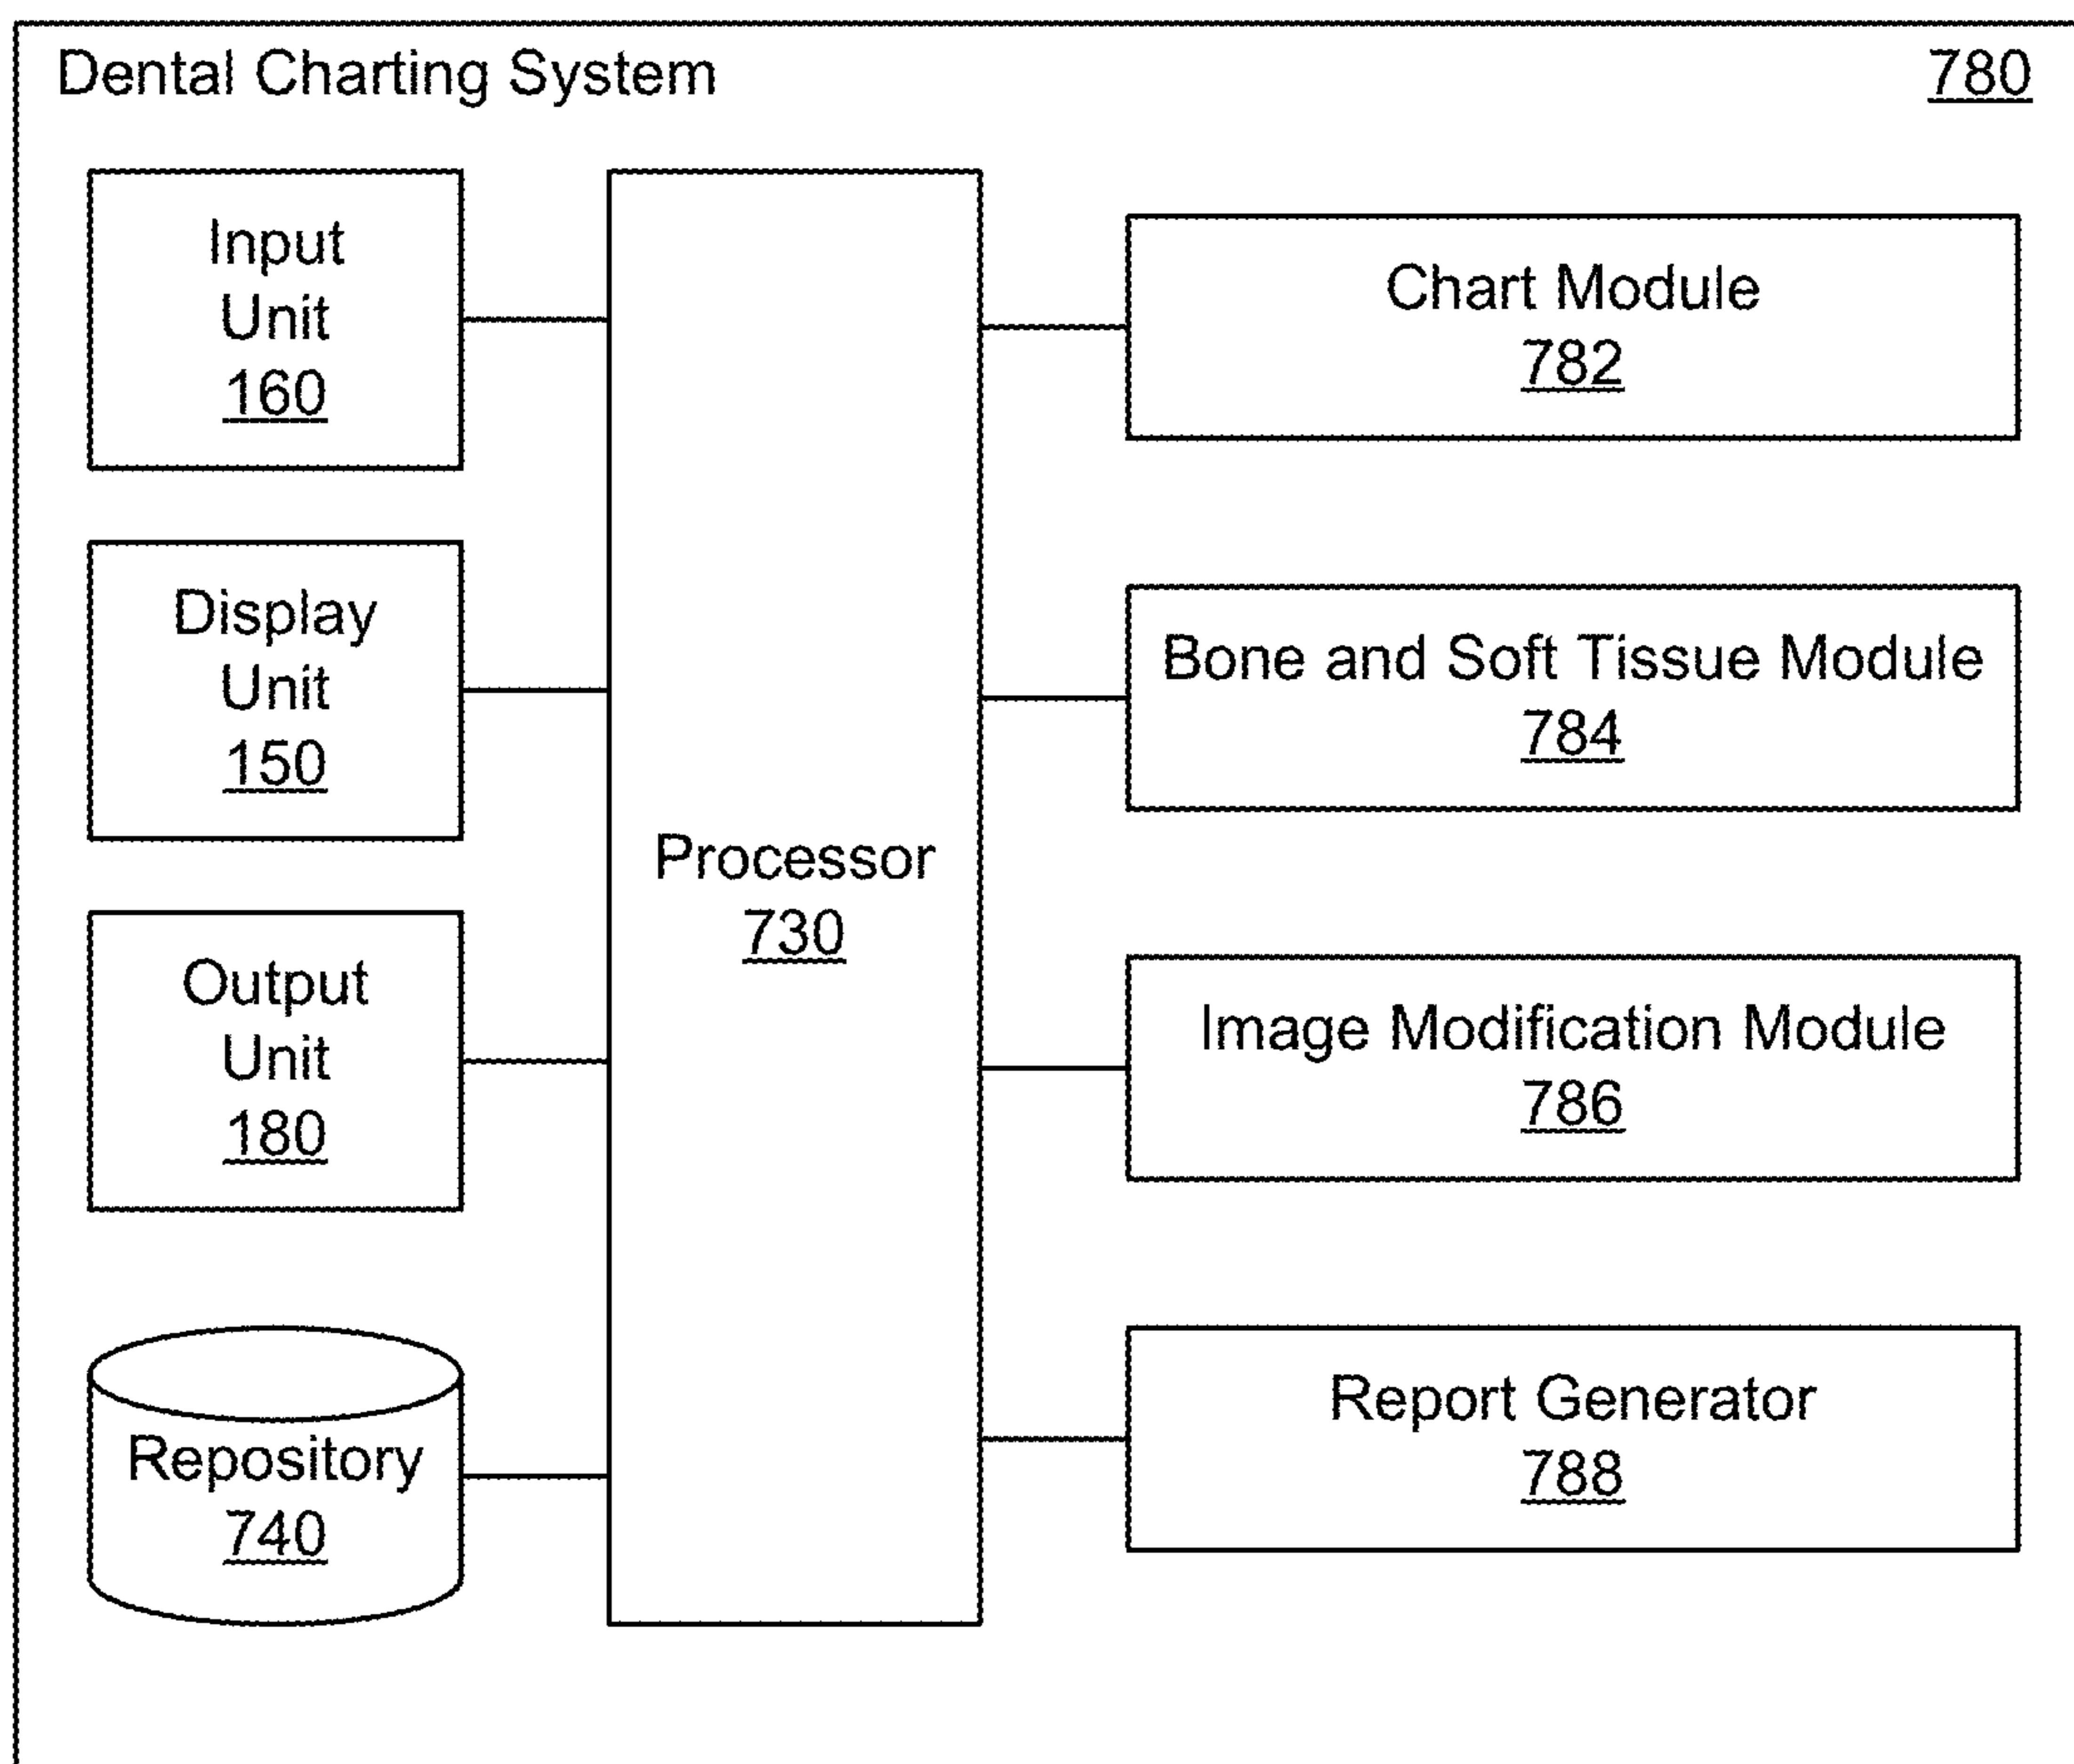 Dental Charting System
780
Input
Unit
160
Display
Unit
150
Output
Unit
180
Repository
740
Processor
730
Chart Module
782
Bone and Soft Tissue Module
784
Image Modification Module
786
Report Generator
788